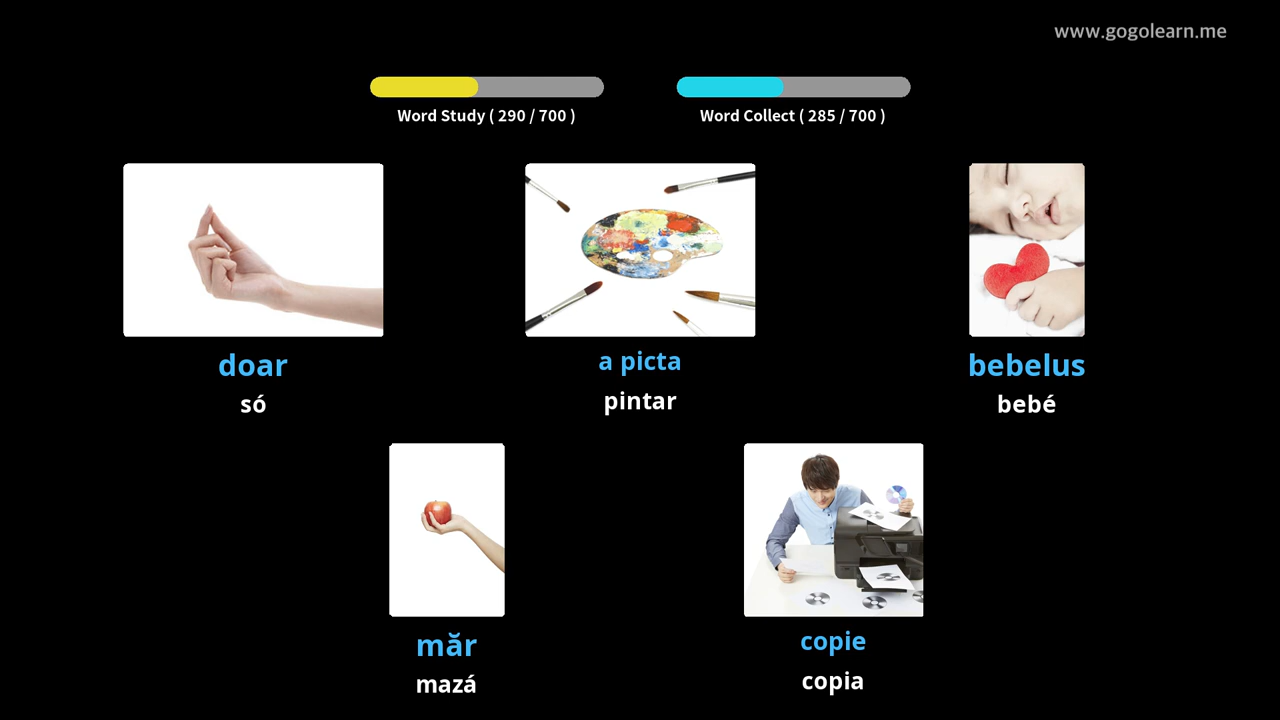 www.gogolearn.me
Word Study ( 290 / 700 )
Word Collect ( 285 / 700 )
doar
só
a picta
pintar
bebelus
bebé
măr
mazá
copie
copia